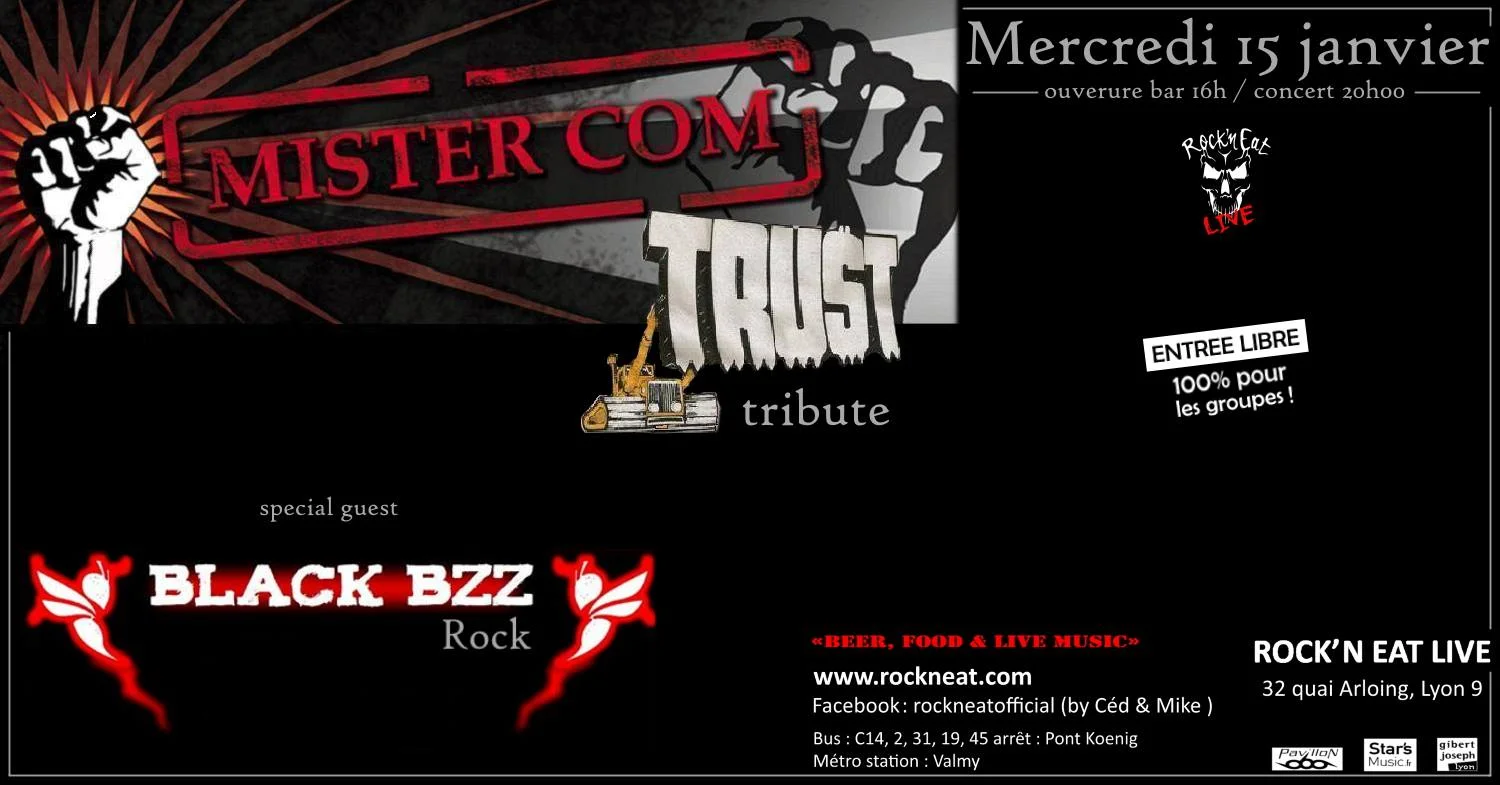 MISTER COM
TRU$T
tribute
Mercredi 15 janvier
ouverure bar 16h / concert 20h00
Rock'n Eat
LIVE
ENTREE LIBRE
100% pour
les groupes !
special guest
BLACK BZZ
Rock
«BEER, FOOD & LIVE MUSIC»
www.rockneat.com
Facebook : rockneatofficial (by Céd & Mike )
Bus : C14, 2, 31, 19, 45 arrêt : Pont Koenig
Métro station : Valmy
ROCK'N EAT LIVE
32 quai Arloing, Lyon 9
PavillоN
Star's
Music.fr
gibert
joseph
lyon